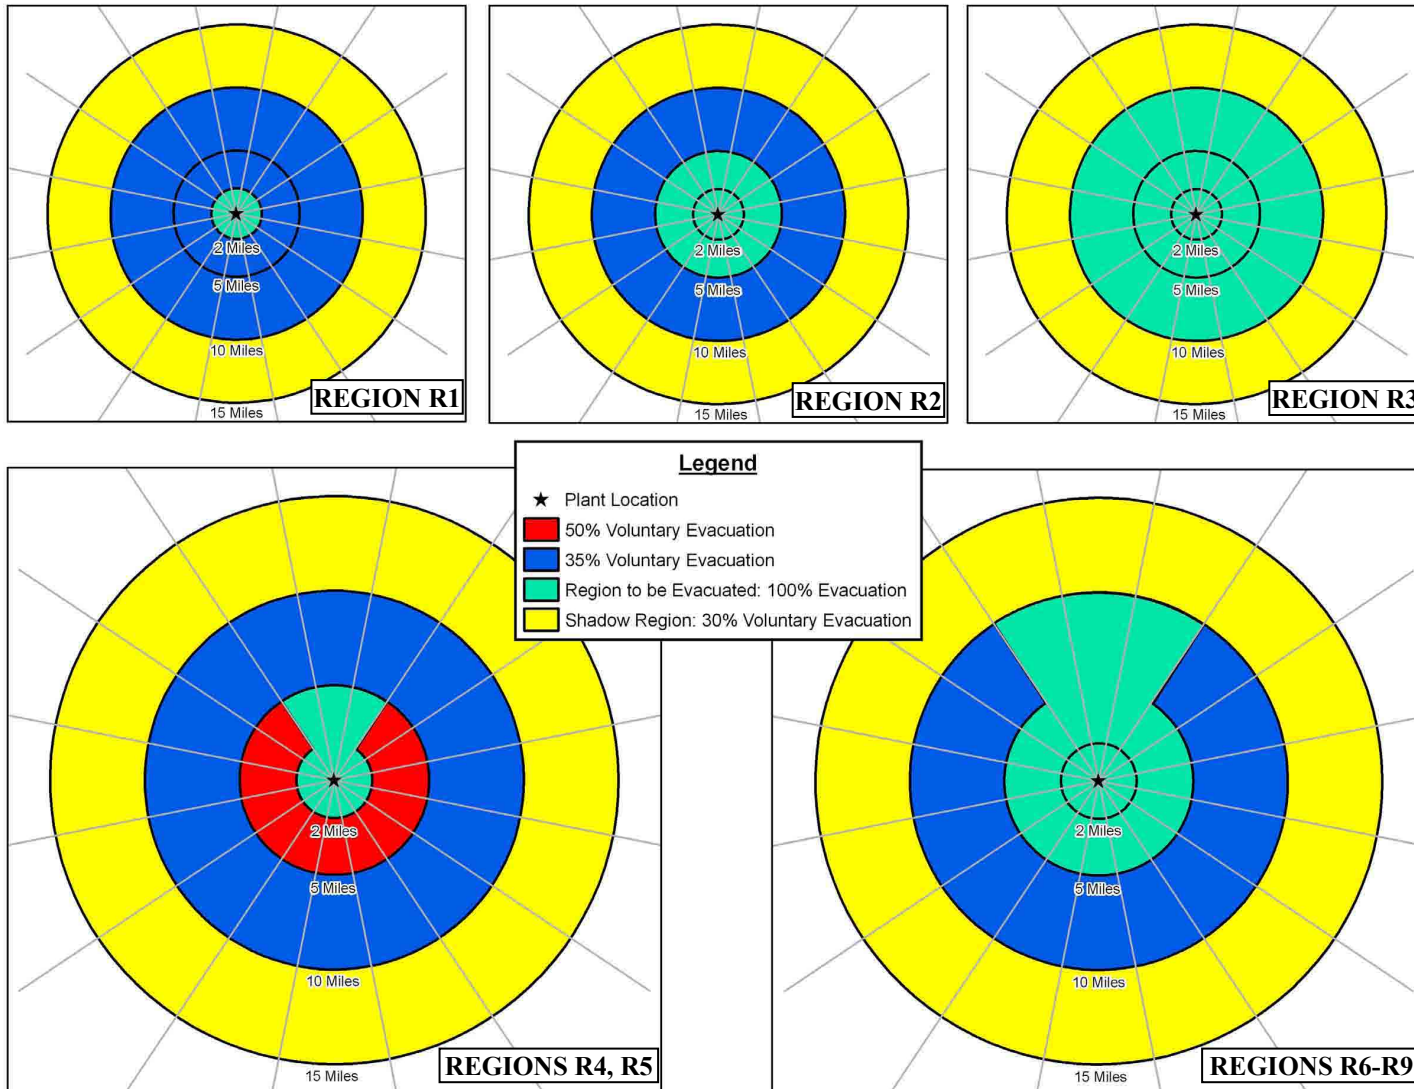 2 Miles
5 Miles
10 Miles
15 Miles
REGION R1
2 Miles
10 Miles
15 Miles
REGION R2
2 Miles
5 Miles
10 Miles
15 Miles
REGION R3
Legend
Plant Location
50% Voluntary Evacuation
35% Voluntary Evacuation
Region to be Evacuated: 100% Evacuation
Shadow Region: 30% Voluntary Evacuation
2 Miles
5 Miles
10 Miles
15 Miles
REGIONS R4, R5
2 Miles
5 Miles
10 Miles
15 Miles
REGIONS R6-R9